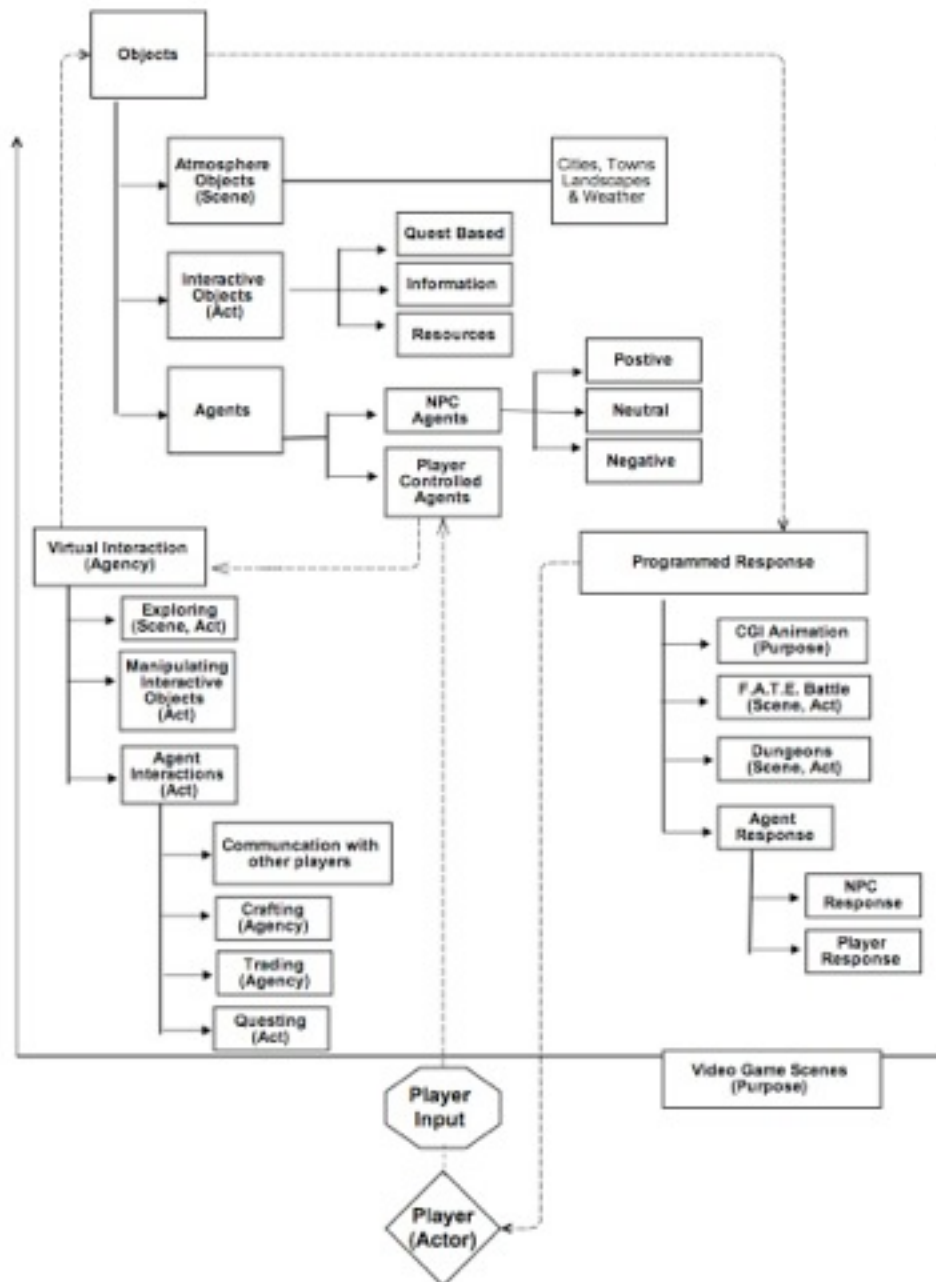 Objects
Atmosphere
Objects
(Scene)
Cities, Towns
Landscapes
& Weather
Quest Based
Interactive
Objects
(Act)
Information
Resources
Agents
NPC
Agents
Postive
Neutral
Negative
Player
Controlled
Agents
Virtual Interaction
(Agency)
Exploring
(Scene, Act)
Manipulating
Interactive
Objects
(Act)
Agent
Interactions
(Act)
Communcation with
other players
Crafting
(Agency)
Trading
(Agency)
Questing
(Act)
Programmed Response
CGI Animation
(Purpose)
F.A.T.E. Battle
(Scene, Act)
Dungeons
(Scene, Act)
Agent
Response
NPC
Response
Player
Response
Video Game Scenes
(Purpose)
Player
Input
Player
(Actor)